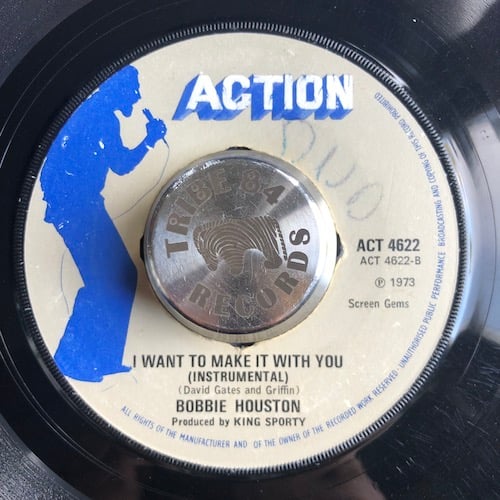 ACTION
TRIBE-84
RECORDS
ACT 4622
ACT 4622-B
Ⓟ 1973
Screen Gems
I WANT TO MAKE IT WITH YOU
(INSTRUMENTAL)
(David Gates and Griffin)
BOBBIE HOUSTON
Produced by KING SPORTY
ALL RIGHTS OF THE MANUFACTURER AND OF THE OWNER OF THE RECORDED WORK RESERVED - UNAUTHORISED PUBLIC PERFORMANCE BROADCASTING AND COPYING OF THIS RECORD PROHIBITED